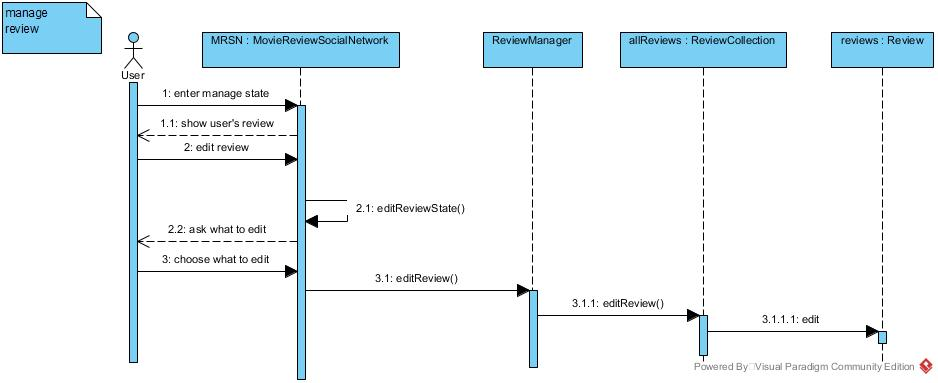 manage
review
User
MRSN : MovieReviewSocialNetwork
ReviewManager
allReviews : ReviewCollection
reviews : Review
1: enter manage state
1.1: show user's review
2: edit review
2.1: editReviewState()
2.2: ask what to edit
3: choose what to edit
3.1: editReview()
3.1.1: editReview()
3.1.1.1: edit
Powered By Visual Paradigm Community Edition